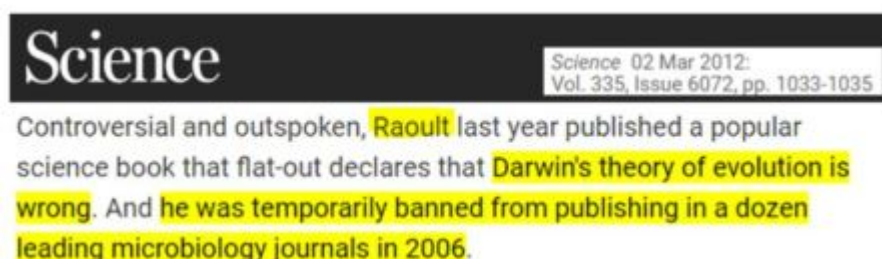 Science
Science 02 Mar 2012:
Vol. 335, Issue 6072, pp. 1033-1035
Controversial and outspoken, Raoult last year published a popular
science book that flat-out declares that Darwin's theory of evolution is
wrong. And he was temporarily banned from publishing in a dozen
leading microbiology journals in 2006.